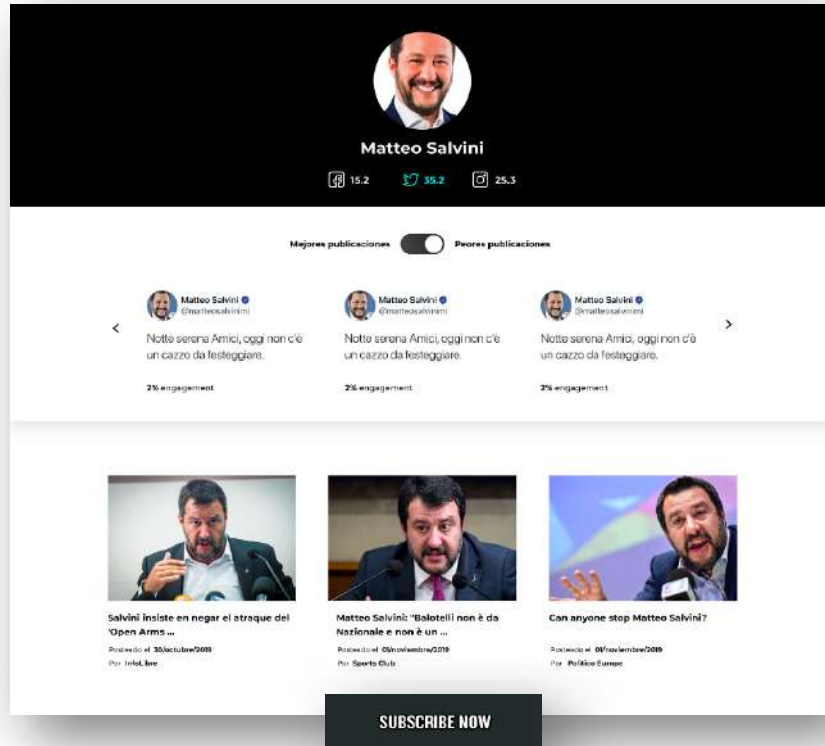 Matteo Salvini
15.2 35.2 25.3
Mejores publicaciones Peores publicaciones
Matteo Salvini
@matteosalvinimi
Notte serena Amici, oggi non c'è
un cazzo da festeggiare.
2% engagement
Matteo Salvini
@matteosalvinimi
Notte serena Amici, oggi non c'è
un cazzo da festeggiare.
2% engagement
Matteo Salvini
@matteosalvinimi
Notte serena Amici, oggi non c'è
un cazzo da festeggiare.
2% engagement
Salvini insiste en negar el atraque del
'Open Arms ...
Posteado el 30/octubre/2019
Por InfoLibre
Matteo Salvini: "Balotelli non è da
Nazionale e non è un ...
Posteado el 01/noviembre/2019
Por Sports Club
Can anyone stop Matteo Salvini?
Posteado el 01/noviembre/2019
Por Politico Europe
SUBSCRIBE NOW